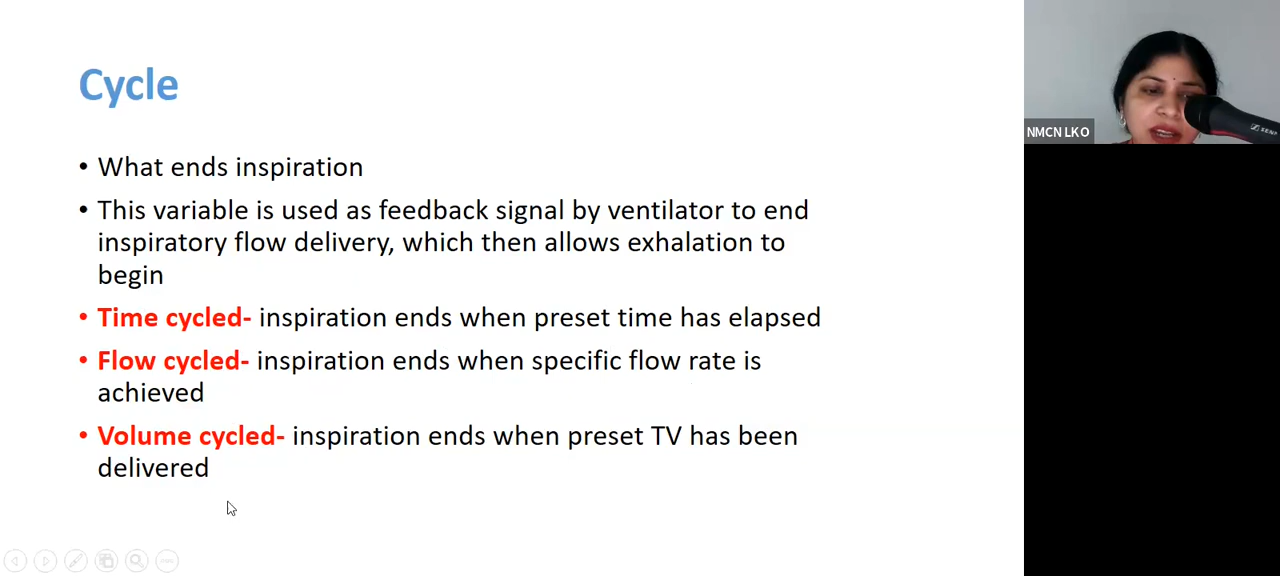 Cycle
• What ends inspiration
• This variable is used as feedback signal by ventilator to end
inspiratory flow delivery, which then allows exhalation to
begin
• Time cycled- inspiration ends when preset time has elapsed
• Flow cycled- inspiration ends when specific flow rate is
achieved
• Volume cycled- inspiration ends when preset TV has been
delivered
NMCN LKO